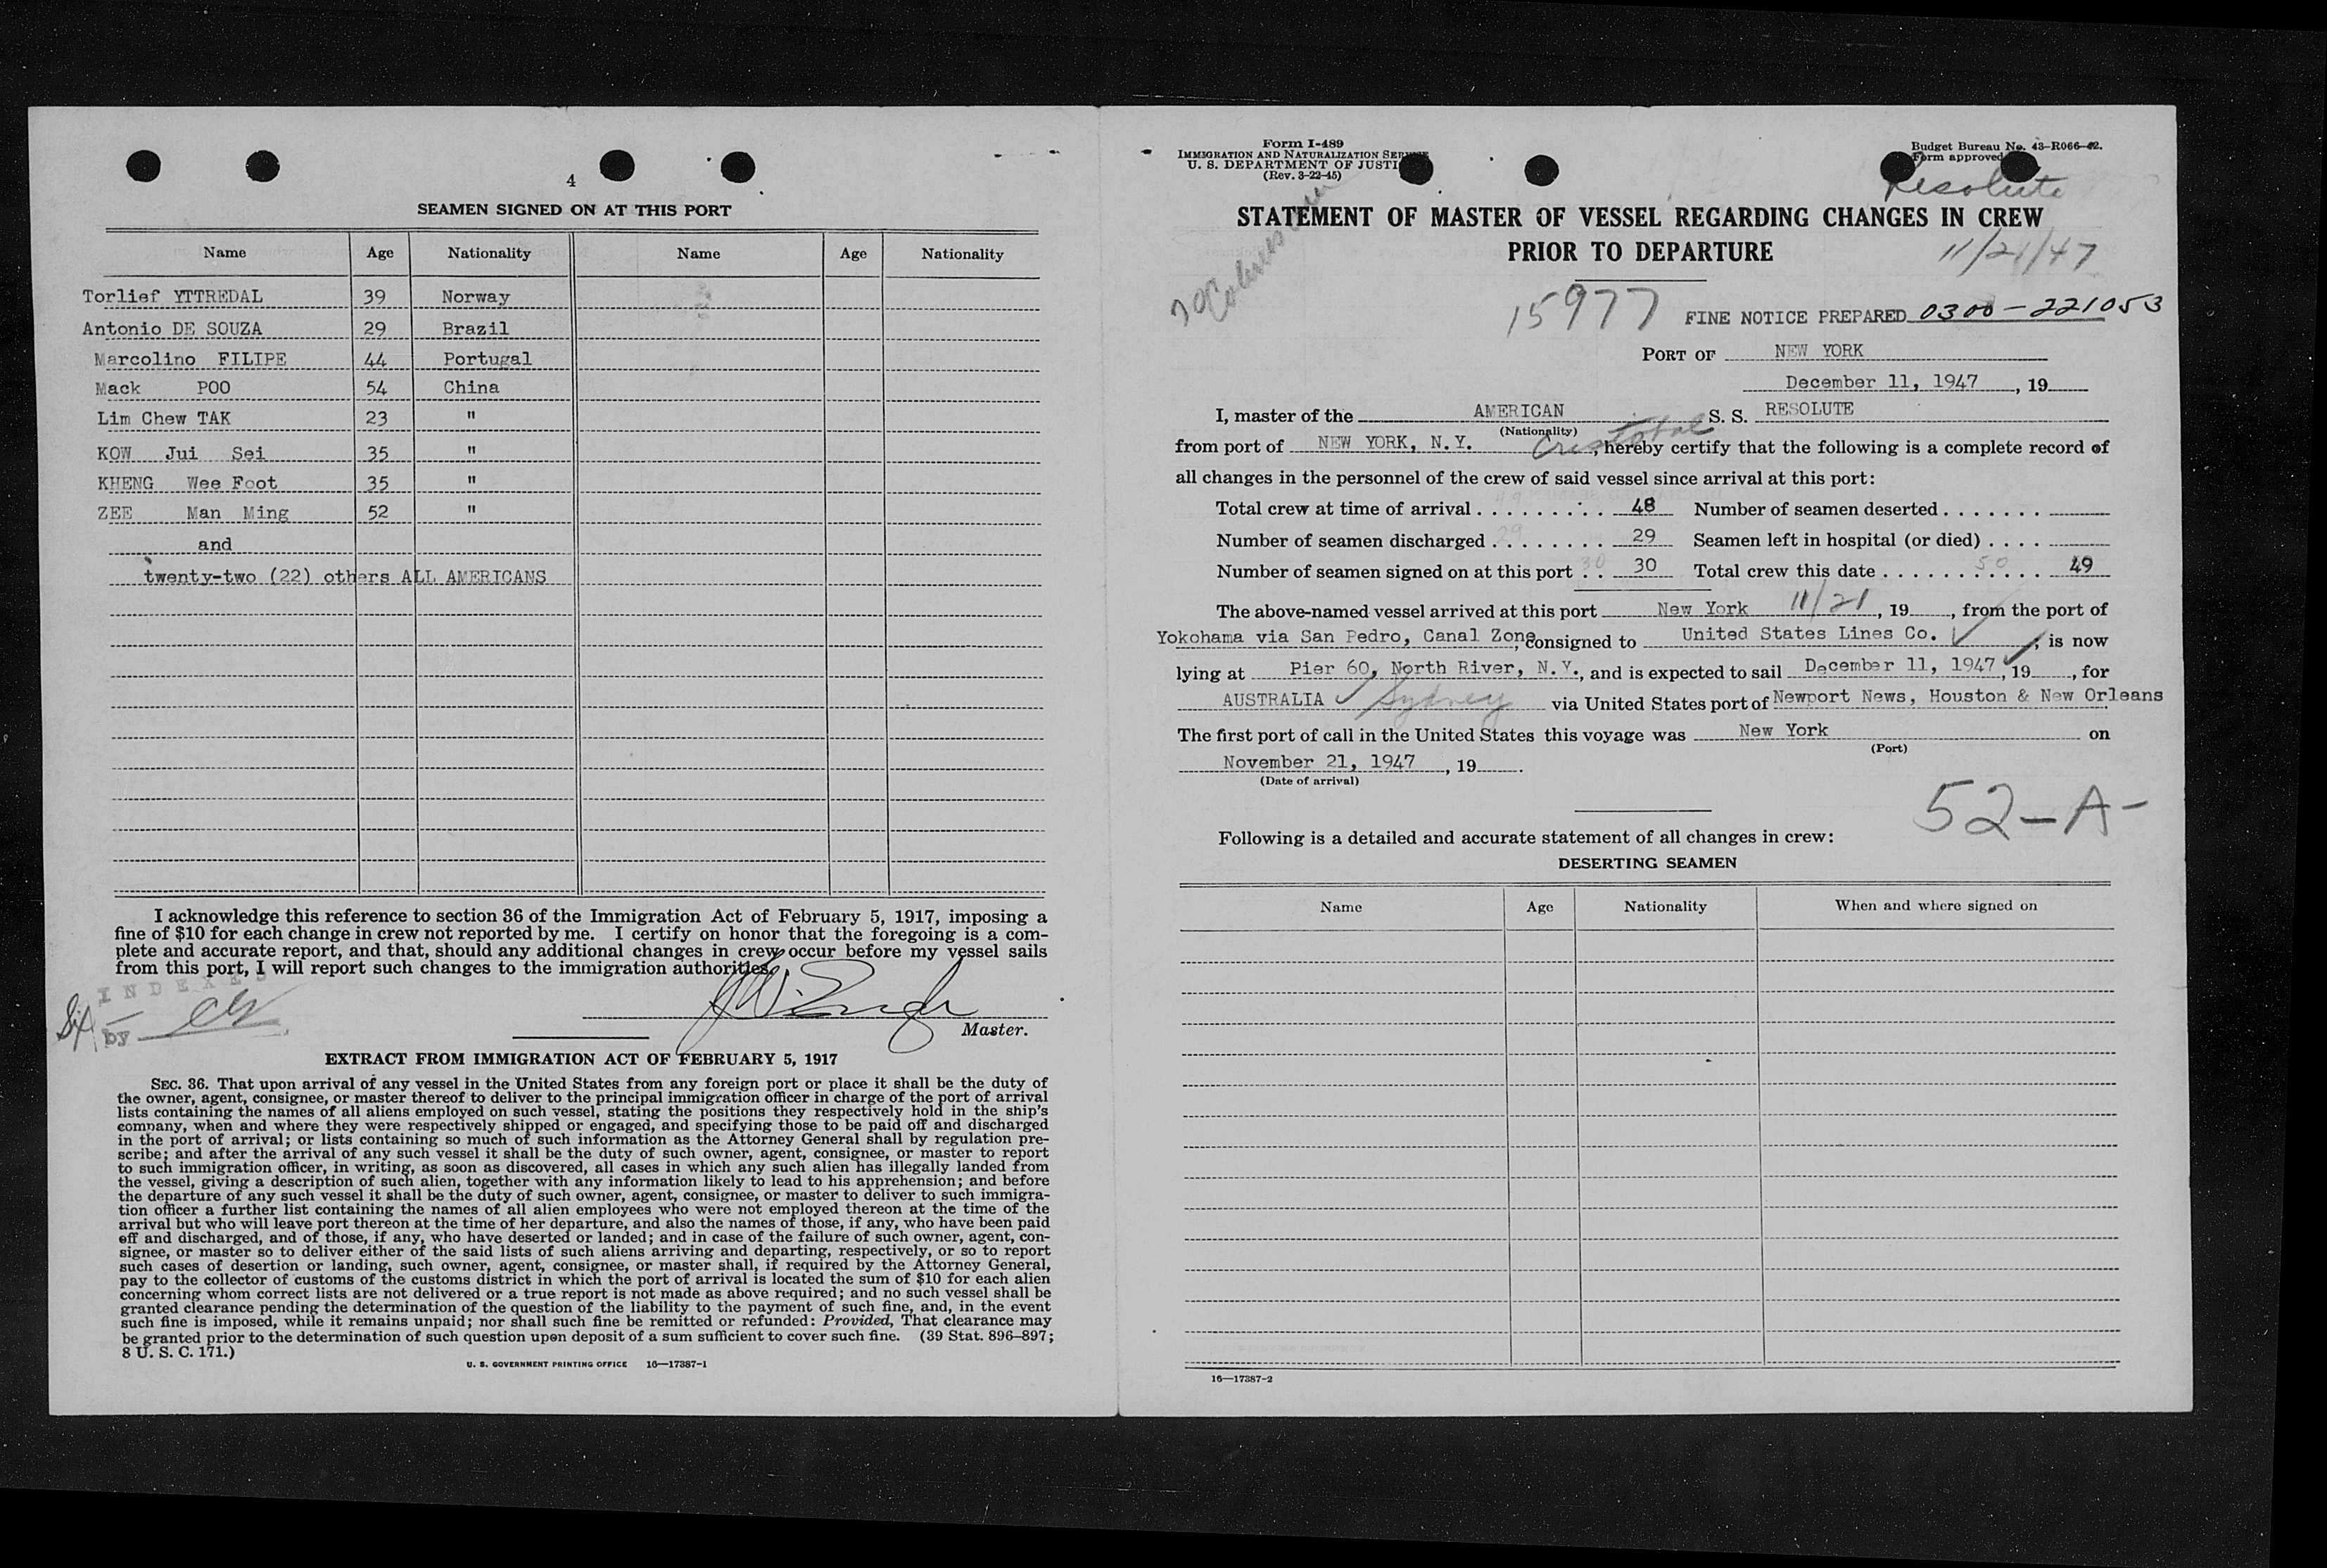 4
SEAMEN SIGNED ON AT THIS PORT
Name Age Nationality Name Age Nationality
Torlief YTTREDAL 39 Norway
Antonio DE SOUZA 29 Brazil
Marcolino FILIPE 44 Portugal
Mack POO 54 China
Lim Chew TAK 23 "
KOW Jui Sei 35 "
KHENG Wee Foot 35 "
ZEE Man Ming 52 "
and
twenty-two (22) others ALL AMERICANS
I acknowledge this reference to section 36 of the Immigration Act of February 5, 1917, imposing a
fine of $10 for each change in crew not reported by me. I certify on honor that the foregoing is a com-
plete and accurate report, and that, should any additional changes in crew occur before my vessel sails
from this port, I will report such changes to the immigration authorities.
INDEXED
by
Master.
EXTRACT FROM IMMIGRATION ACT OF FEBRUARY 5, 1917
SEC. 36. That upon arrival of any vessel in the United States from any foreign port or place it shall be the duty of
the owner, agent, consignee, or master thereof to deliver to the principal immigration officer in charge of the port of arrival
lists containing the names of all aliens employed on such vessel, stating the positions they respectively hold in the ship's
company, when and where they were respectively shipped or engaged, and specifying those to be paid off and discharged
in the port of arrival; or lists containing so much of such information as the Attorney General shall by regulation pre-
scribe; and after the arrival of any such vessel it shall be the duty of such owner, agent, consignee, or master to report
to such immigration officer, in writing, as soon as discovered, all cases in which any such alien has illegally landed from
the vessel, giving a description of such alien, together with any information likely to lead to his apprehension; and before
the departure of any such vessel it shall be the duty of such owner, agent, consignee, or master to deliver to such immigra-
tion officer a further list containing the names of all alien employees who were not employed thereon at the time of the
arrival but who will leave port thereon at the time of her departure, and also the names of those, if any, who have been paid
off and discharged, and of those, if any, who have deserted or landed; and in case of the failure of such owner, agent, con-
signee, or master so to deliver either of the said lists of such aliens arriving and departing, respectively, or so to report
such cases of desertion or landing, such owner, agent, consignee, or master shall, if required by the Attorney General,
pay to the collector of customs of the customs district in which the port of arrival is located the sum of $10 for each alien
concerning whom correct lists are not delivered or a true report is not made as above required; and no such vessel shall be
granted clearance pending the determination of the question of the liability to the payment of such fine, and, in the event
such fine is imposed, while it remains unpaid; nor shall such fine be remitted or refunded: Provided, That clearance may
be granted prior to the determination of such question upon deposit of a sum sufficient to cover such fine. (39 Stat. 896–897;
8 U. S. C. 171.)
U. S. GOVERNMENT PRINTING OFFICE 16—17387-1
Form I-489
IMMIGRATION AND NATURALIZATION SERVICE
U. S. DEPARTMENT OF JUSTI
(Rev. 3-22-45)
Budget Bureau No. 43-R066-42.
Form approved
Resolute
STATEMENT OF MASTER OF VESSEL REGARDING CHANGES IN CREW
PRIOR TO DEPARTURE
11/21/47
15977 FINE NOTICE PREPARED 0300-221053
PORT OF NEW YORK
December 11, 1947, 19
I, master of the AMERICAN S. S. RESOLUTE
(Nationality)
from port of NEW YORK, N.Y. Cristobal, hereby certify that the following is a complete record of
all changes in the personnel of the crew of said vessel since arrival at this port:
Total crew at time of arrival 48 Number of seamen deserted
Number of seamen discharged 29 29 Seamen left in hospital (or died)
Number of seamen signed on at this port 30 30 Total crew this date 50 49
The above-named vessel arrived at this port New York 11/21, 19, from the port of
Yokohama via San Pedro, Canal Zone, consigned to United States Lines Co.; is now
lying at Pier 60, North River, N.Y., and is expected to sail December 11, 1947, 19, for
AUSTRALIA Sydney via United States port of Newport News, Houston & New Orleans
The first port of call in the United States this voyage was New York on
(Port)
November 21, 1947, 19.
(Date of arrival)
52-A-
Following is a detailed and accurate statement of all changes in crew:
DESERTING SEAMEN
Name Age Nationality When and where signed on
16—17387-2